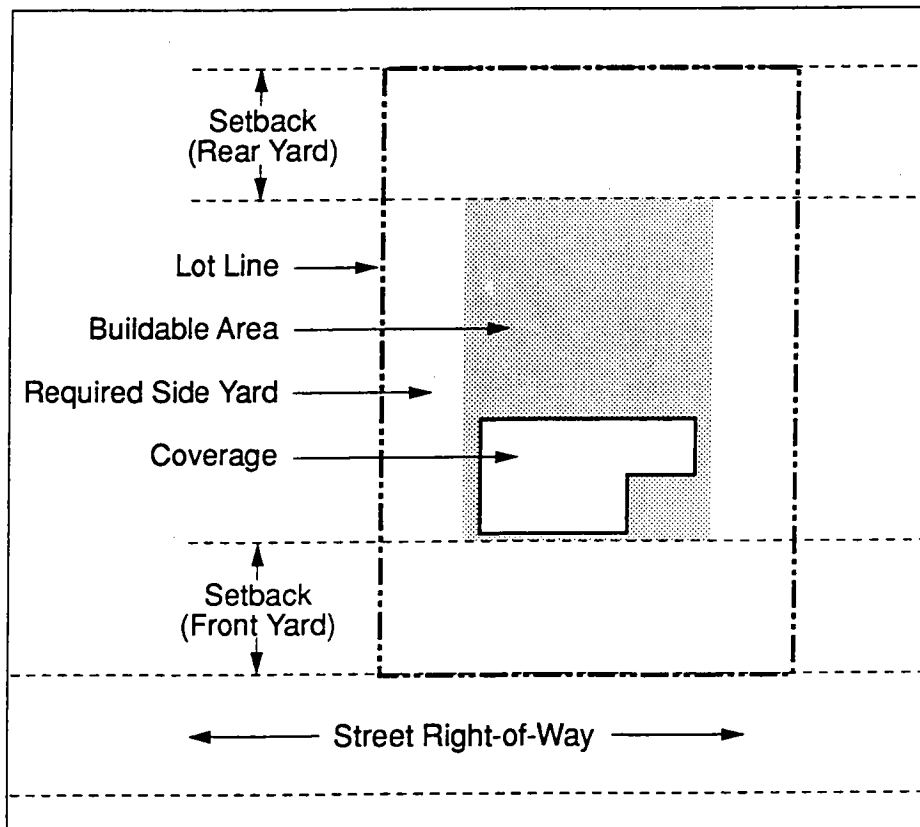 Setback
(Rear Yard)
Lot Line
Buildable Area
Required Side Yard
Coverage
Setback
(Front Yard)
Street Right-of-Way